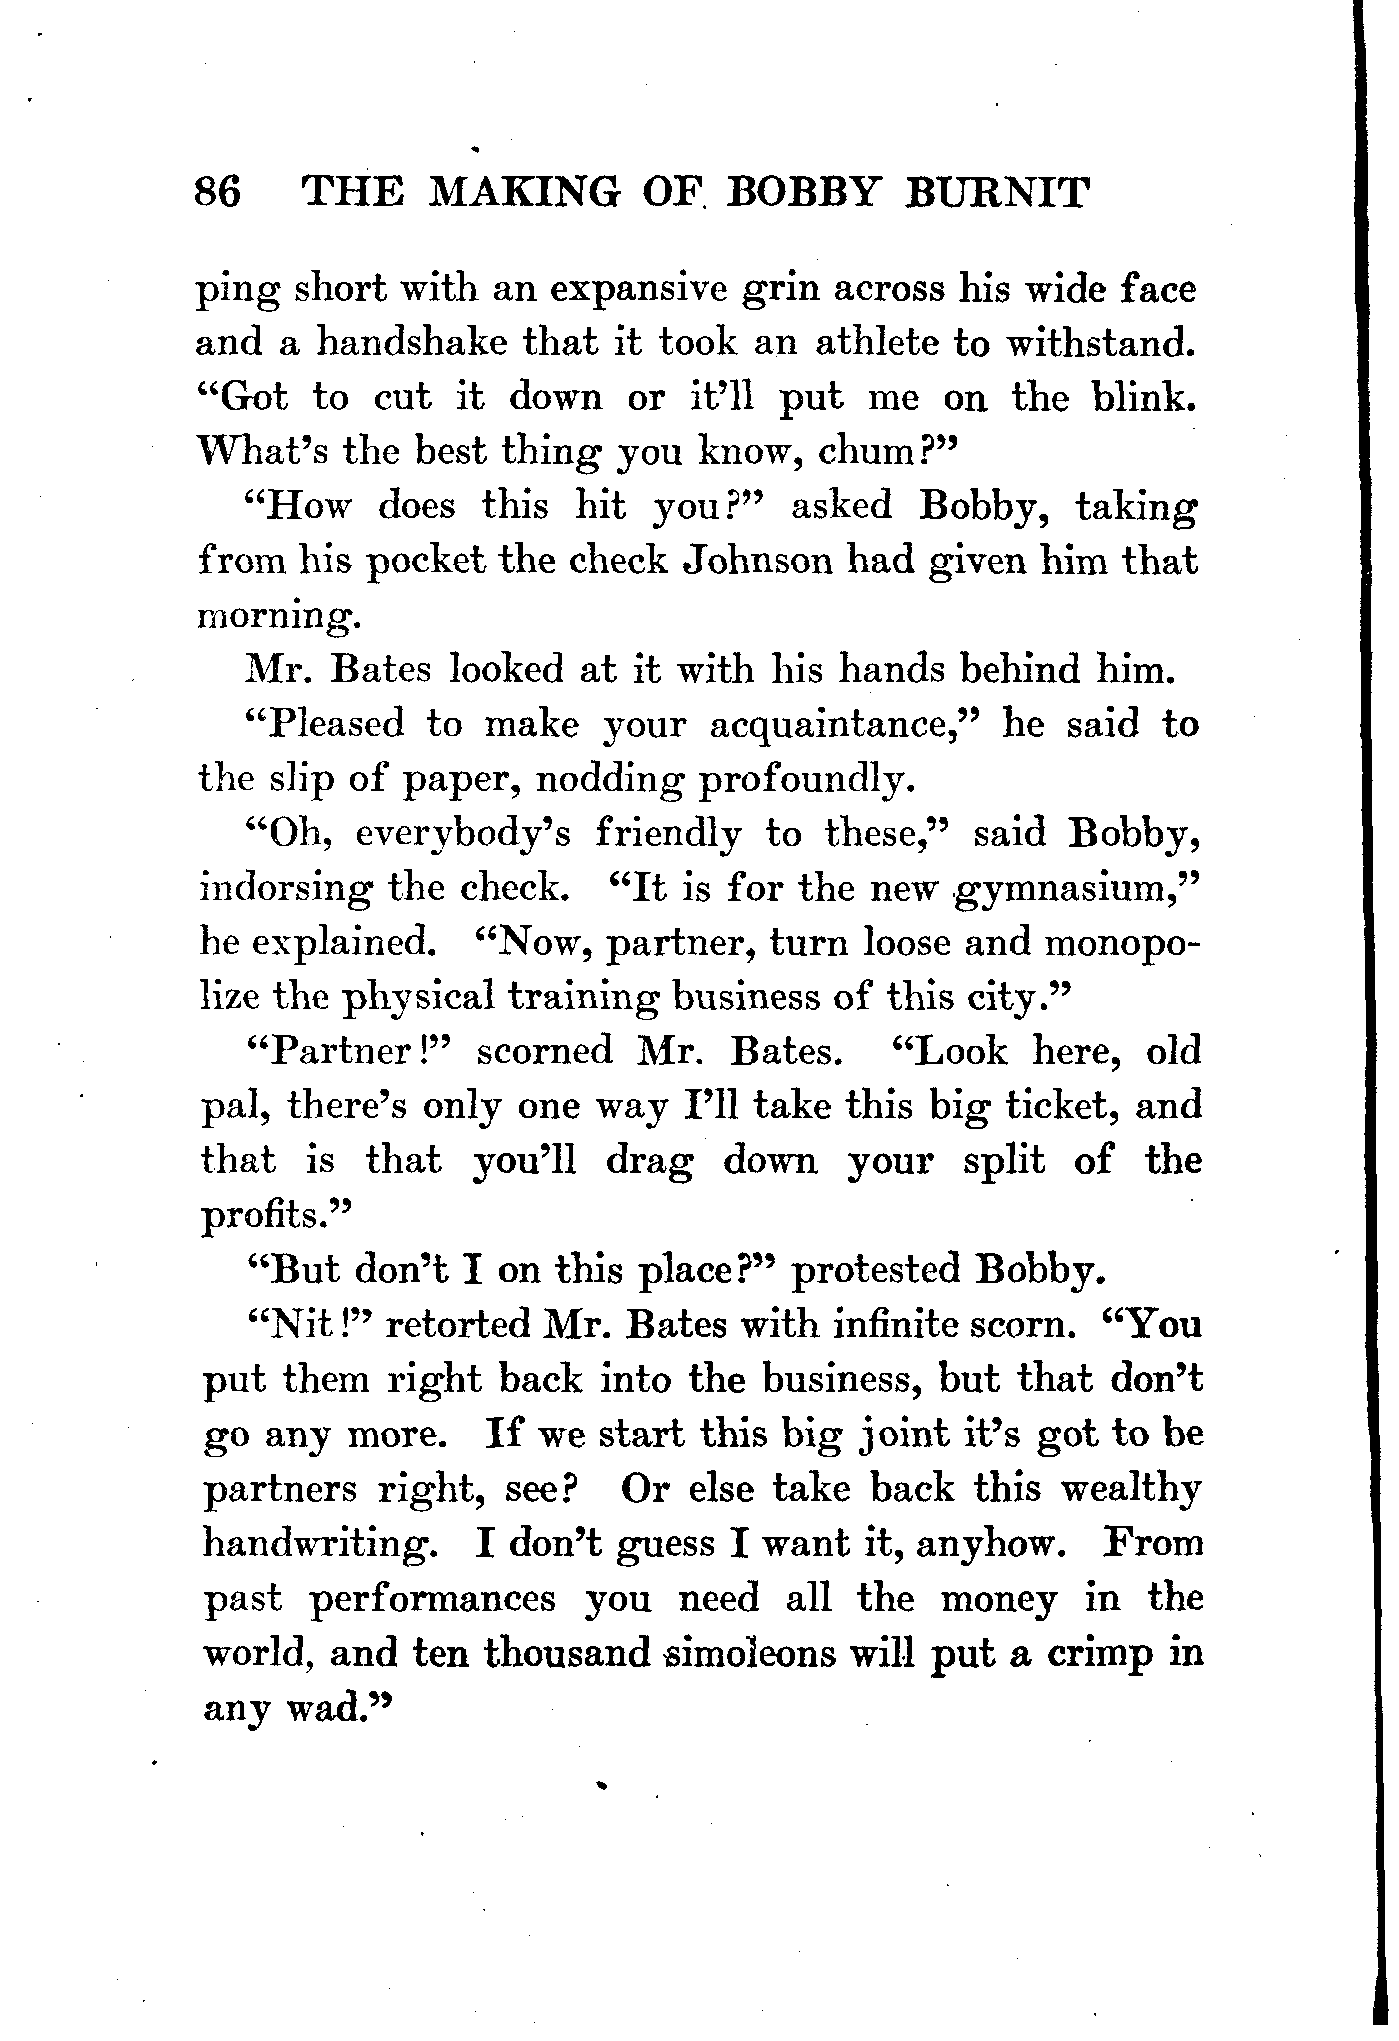 86 THE MAKING OF BOBBY BURNIT
ping short with an expansive grin across his wide face
and a handshake that it took an athlete to withstand.
“Got to cut it down or it’ll put me on the blink.
What’s the best thing you know, chum?”
“How does this hit you?” asked Bobby, taking
from his pocket the check Johnson had given him that
morning.
Mr. Bates looked at it with his hands behind him.
“Pleased to make your acquaintance,” he said to
the slip of paper, nodding profoundly.
“Oh, everybody’s friendly to these,” said Bobby,
indorsing the check. “It is for the new gymnasium,”
he explained. “Now, partner, turn loose and monopo-
lize the physical training business of this city.”
“Partner!” scorned Mr. Bates. “Look here, old
pal, there’s only one way I’ll take this big ticket, and
that is that you’ll drag down your split of the
profits.”
“But don’t I on this place?” protested Bobby.
“Nit!” retorted Mr. Bates with infinite scorn. “You
put them right back into the business, but that don’t
go any more. If we start this big joint it’s got to be
partners right, see? Or else take back this wealthy
handwriting. I don’t guess I want it, anyhow. From
past performances you need all the money in the
world, and ten thousand simoleons will put a crimp in
any wad.”